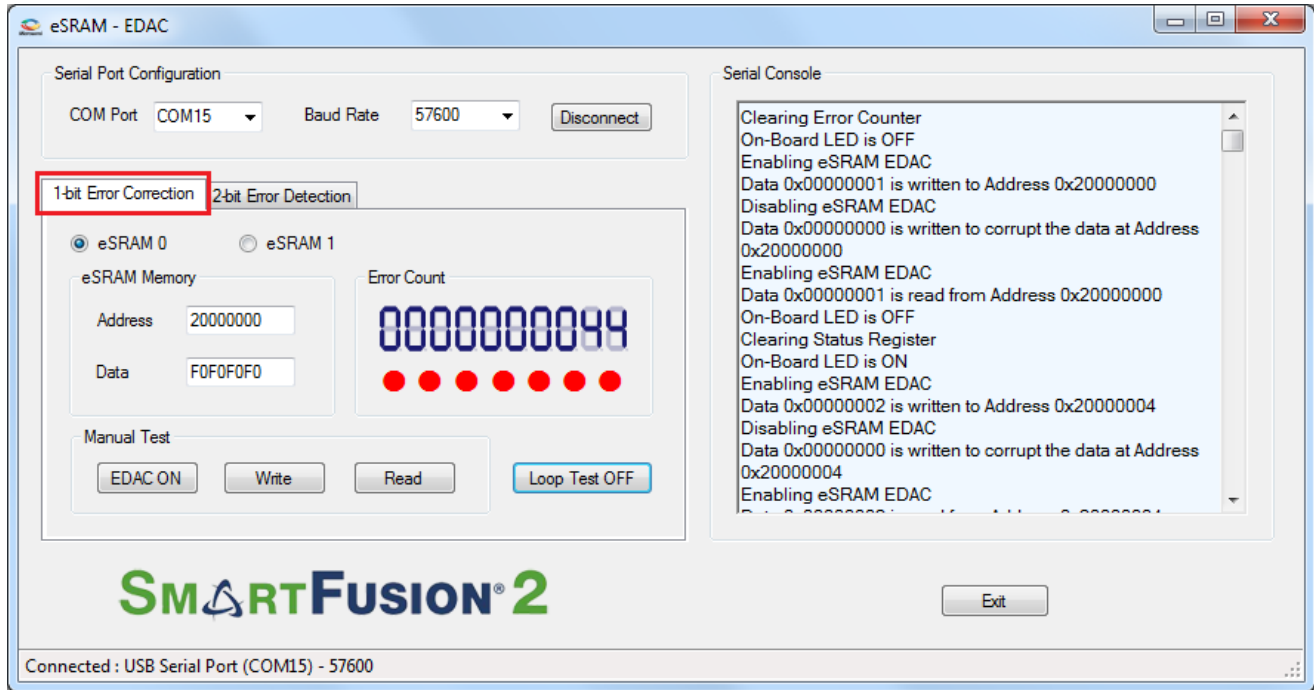 eSRAM - EDAC
Serial Port Configuration
COM Port COM15 Baud Rate 57600 Disconnect
1-bit Error Correction 2-bit Error Detection
eSRAM 0 eSRAM 1
eSRAM Memory
Address 20000000
Data F0F0F0F0
Error Count
0000000044
Manual Test
EDAC ON Write Read Loop Test OFF
Serial Console
Clearing Error Counter
On-Board LED is OFF
Enabling eSRAM EDAC
Data 0x00000001 is written to Address 0x20000000
Disabling eSRAM EDAC
Data 0x00000000 is written to corrupt the data at Address
0x20000000
Enabling eSRAM EDAC
Data 0x00000001 is read from Address 0x20000000
On-Board LED is OFF
Clearing Status Register
On-Board LED is ON
Enabling eSRAM EDAC
Data 0x00000002 is written to Address 0x20000004
Disabling eSRAM EDAC
Data 0x00000000 is written to corrupt the data at Address
0x20000004
Enabling eSRAM EDAC
SMARTFUSION® 2
Exit
Connected : USB Serial Port (COM15) - 57600